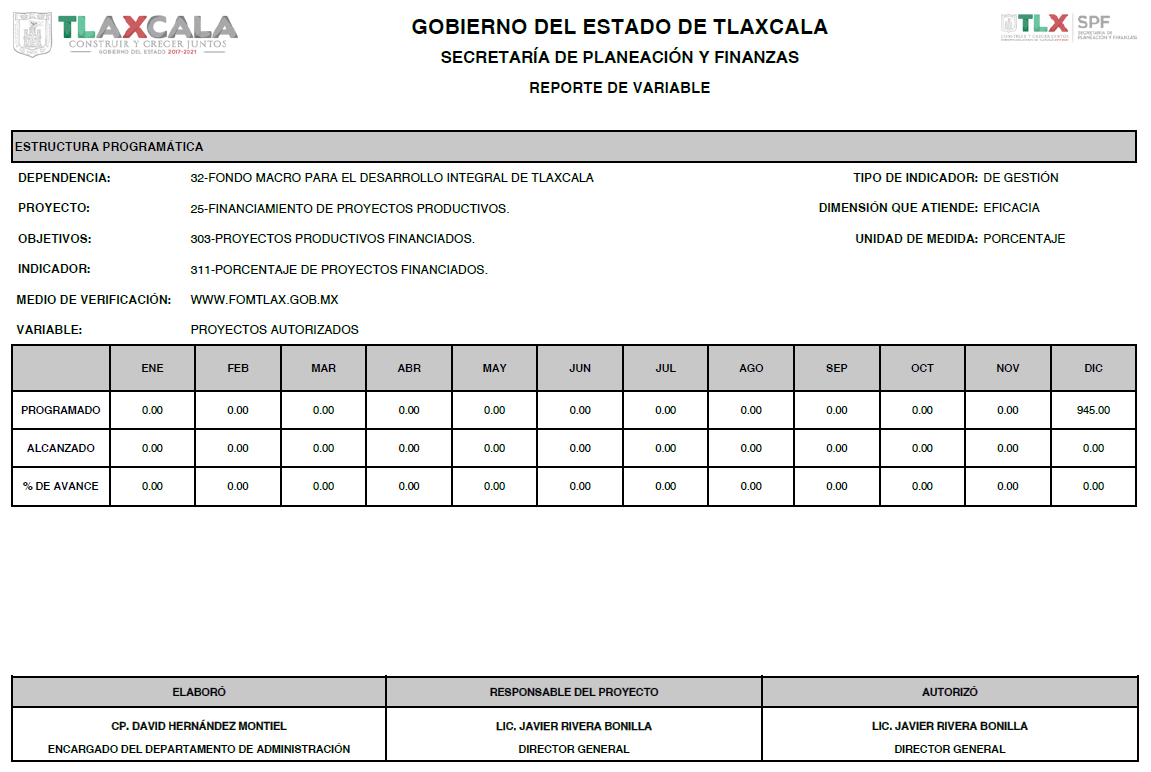 TLAXCALA
CONSTRUIR Y CRECER JUNTOS
GOBIERNO DEL ESTADO 2017-2021
GOBIERNO DEL ESTADO DE TLAXCALA
SECRETARÍA DE PLANEACIÓN Y FINANZAS
REPORTE DE VARIABLE
TLX SPF
CONSTRUIR Y CRECER JUNTOS
SECRETARÍA DE
PLANEACIÓN Y FINANZAS
ESTRUCTURA PROGRAMÁTICA
DEPENDENCIA: 32-FONDO MACRO PARA EL DESARROLLO INTEGRAL DE TLAXCALA TIPO DE INDICADOR: DE GESTIÓN
PROYECTO: 25-FINANCIAMIENTO DE PROYECTOS PRODUCTIVOS. DIMENSIÓN QUE ATIENDE: EFICACIA
OBJETIVOS: 303-PROYECTOS PRODUCTIVOS FINANCIADOS. UNIDAD DE MEDIDA: PORCENTAJE
INDICADOR: 311-PORCENTAJE DE PROYECTOS FINANCIADOS.
MEDIO DE VERIFICACIÓN: WWW.FOMTLAX.GOB.MX
VARIABLE: PROYECTOS AUTORIZADOS
ENE FEB MAR ABR MAY JUN JUL AGO SEP OCT NOV DIC
PROGRAMADO 0.00 0.00 0.00 0.00 0.00 0.00 0.00 0.00 0.00 0.00 0.00 945.00
ALCANZADO 0.00 0.00 0.00 0.00 0.00 0.00 0.00 0.00 0.00 0.00 0.00 0.00
% DE AVANCE 0.00 0.00 0.00 0.00 0.00 0.00 0.00 0.00 0.00 0.00 0.00 0.00
ELABORÓ RESPONSABLE DEL PROYECTO AUTORIZÓ
CP. DAVID HERNÁNDEZ MONTIEL LIC. JAVIER RIVERA BONILLA LIC. JAVIER RIVERA BONILLA
ENCARGADO DEL DEPARTAMENTO DE ADMINISTRACIÓN DIRECTOR GENERAL DIRECTOR GENERAL